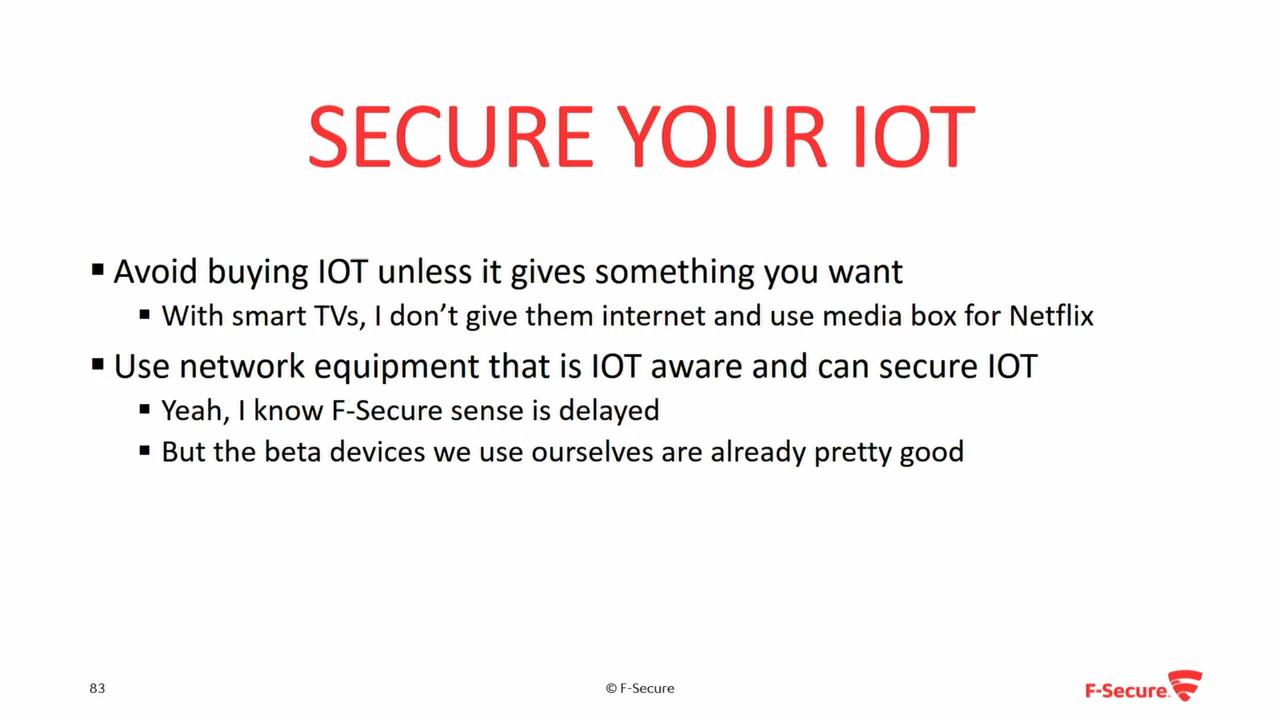 SECURE YOUR IOT
▪ Avoid buying IOT unless it gives something you want
▪ With smart TVs, I don't give them internet and use media box for Netflix
▪ Use network equipment that is IOT aware and can secure IOT
▪ Yeah, I know F-Secure sense is delayed
▪ But the beta devices we use ourselves are already pretty good
83
© F-Secure
F-Secure.